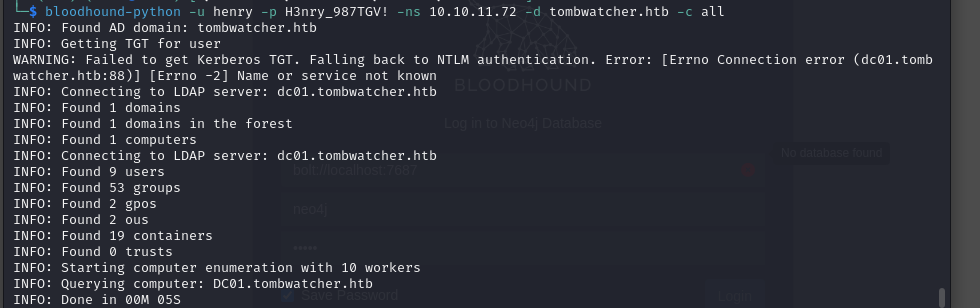 └─$ bloodhound-python -u henry -p H3nry_987TGV! -ns 10.10.11.72 -d tombwatcher.htb -c all
INFO: Found AD domain: tombwatcher.htb
INFO: Getting TGT for user
WARNING: Failed to get Kerberos TGT. Falling back to NTLM authentication. Error: [Errno Connection error (dc01.tomb
watcher.htb:88)] [Errno -2] Name or service not known
INFO: Connecting to LDAP server: dc01.tombwatcher.htb
BLOODHOUND
INFO: Found 1 domains
INFO: Found 1 domains in the forest
Log in to Neo4j Database
INFO: Found 1 computers
INFO: Connecting to LDAP server: dc01.tombwatcher.htb
No database found
INFO: Found 9 users
bolt://localhost:7687
INFO: Found 53 groups
INFO: Found 2 gpos
neo4j
INFO: Found 2 ous
INFO: Found 19 containers
INFO: Found 0 trusts
•••••
INFO: Starting computer enumeration with 10 workers
INFO: Querying computer: DC01.tombwatcher.htb
INFO: Done in 00M 05S
Save Password
Login